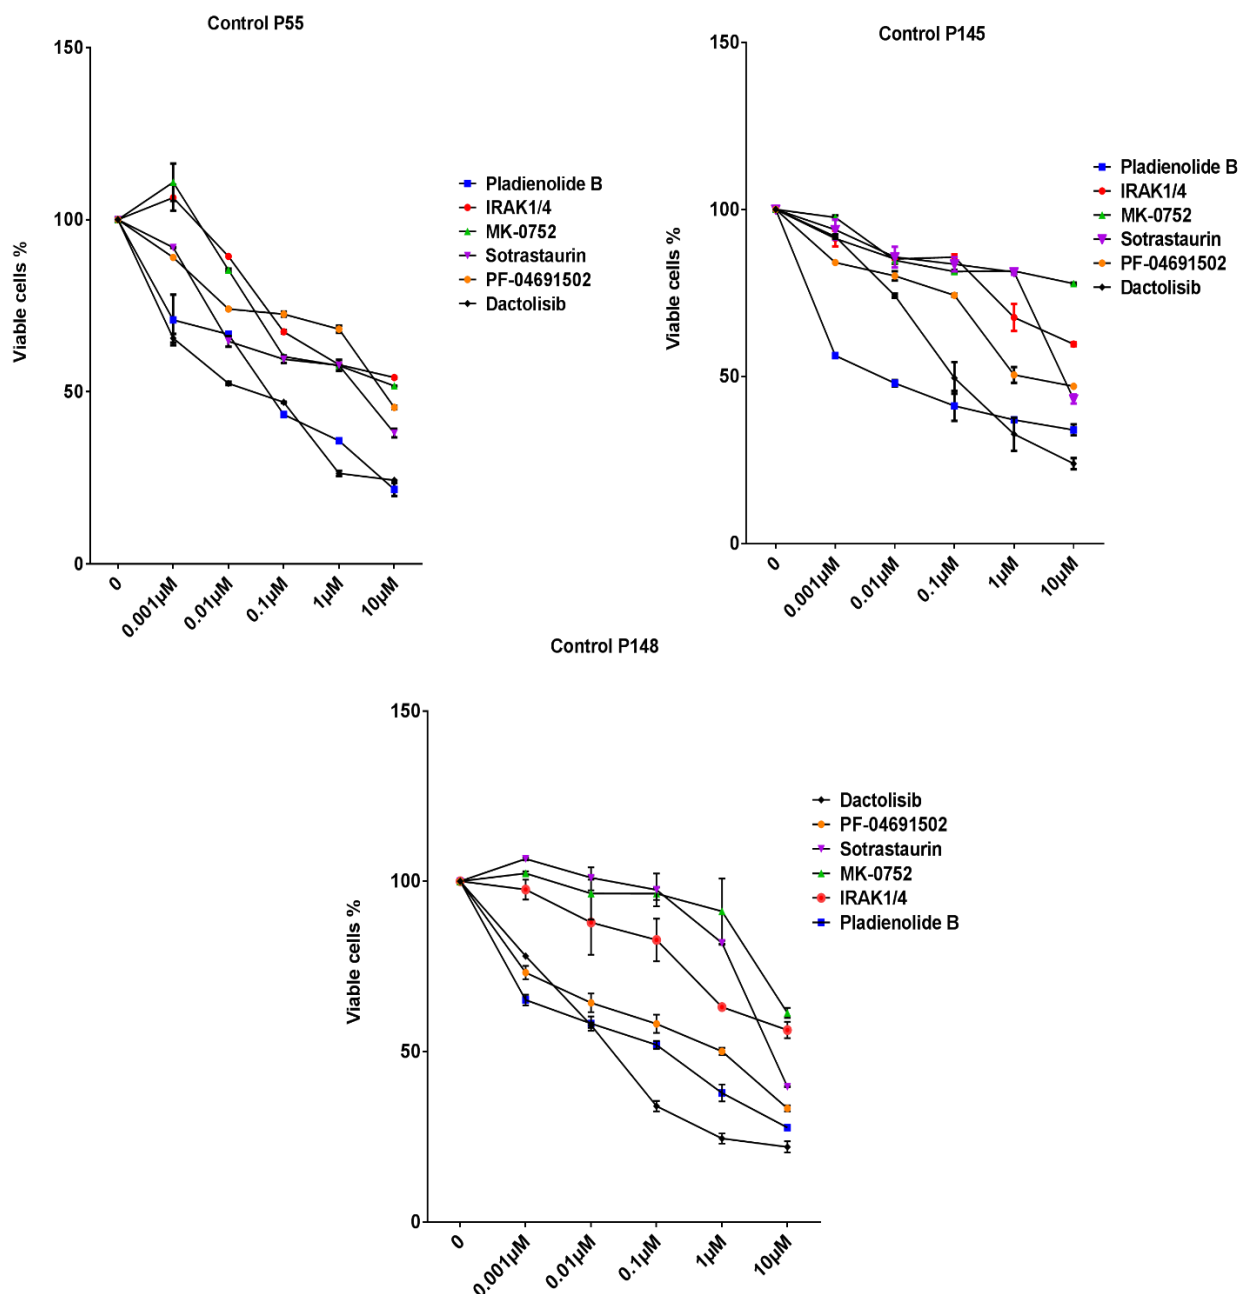 Control P55
150
100
50
0
Viable cells %
0
0.001µM
0.01µM
0.1µM
1µM
10µM
Pladienolide B
IRAK1/4
MK-0752
Sotrastaurin
PF-04691502
Dactolisib
Control P145
150
100
50
0
Viable cells %
0
0.001µM
0.01µM
0.1µM
1µM
10µM
Pladienolide B
IRAK1/4
MK-0752
Sotrastaurin
PF-04691502
Dactolisib
Control P148
150
100
50
0
Viable cells %
0
0.001µM
0.01µM
0.1µM
1µM
10µM
Dactolisib
PF-04691502
Sotrastaurin
MK-0752
IRAK1/4
Pladienolide B